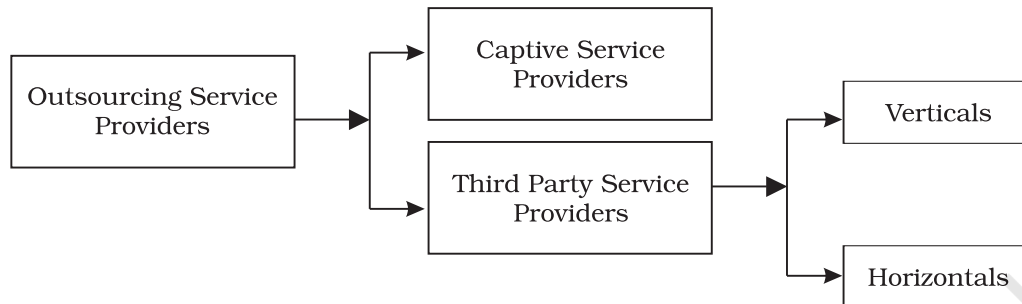 Outsourcing Service
Providers
Captive Service
Providers
Third Party Service
Providers
Verticals
Horizontals